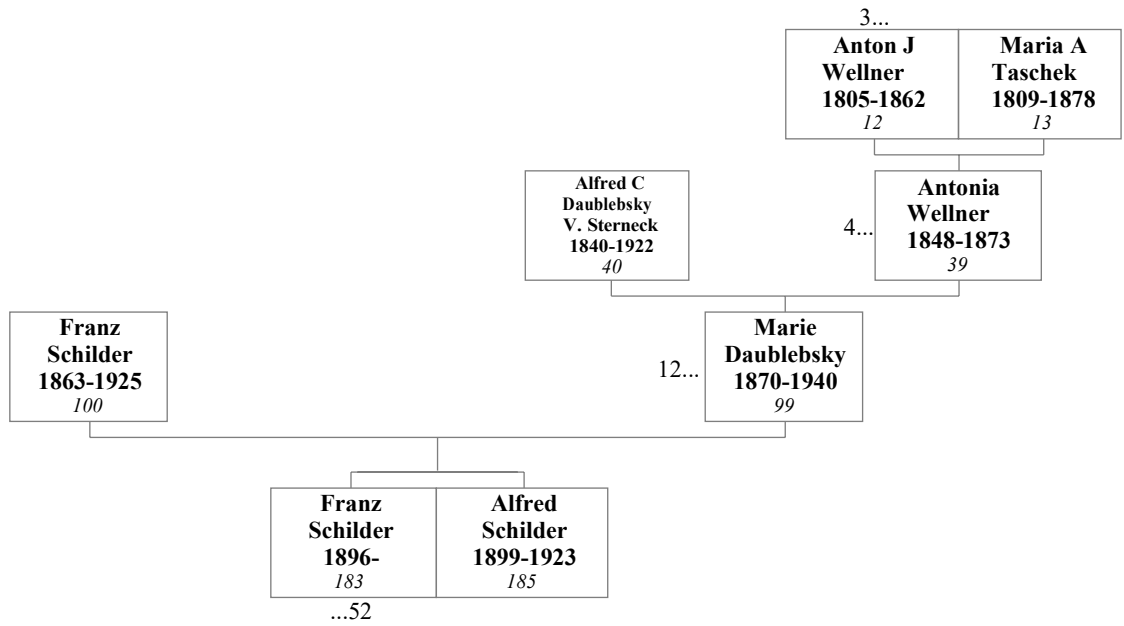 3...
Anton J
Wellner
1805-1862
12
Maria A
Taschek
1809-1878
13
Alfred C
Daublebsky
V. Sterneck
1840-1922
40
4...
Antonia
Wellner
1848-1873
39
Franz
Schilder
1863-1925
100
12...
Marie
Daublebsky
1870-1940
99
Franz
Schilder
1896-
183
Alfred
Schilder
1899-1923
185
...52